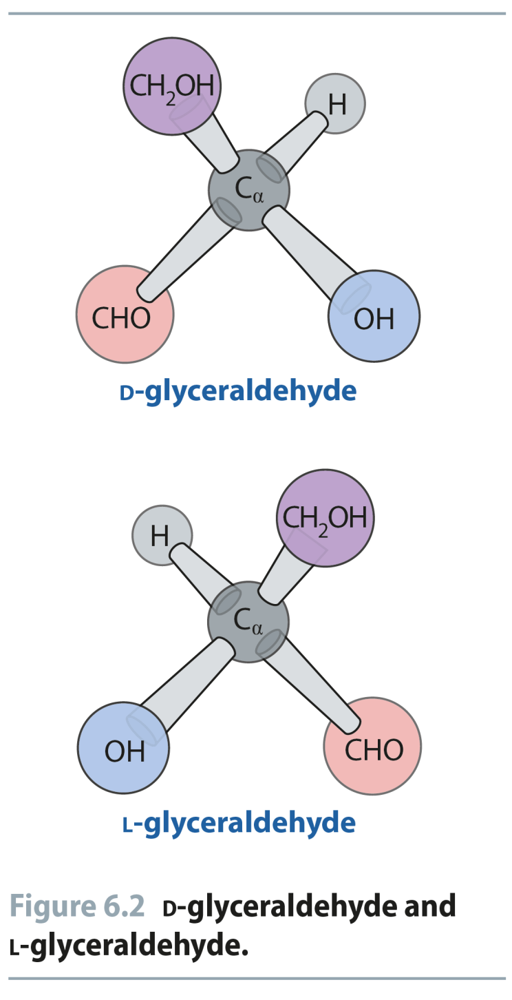 CH₂OH
H
Cα
CHO
OH
D-glyceraldehyde
H
CH₂OH
Cα
OH
CHO
L-glyceraldehyde
Figure 6.2 D-glyceraldehyde and
L-glyceraldehyde.